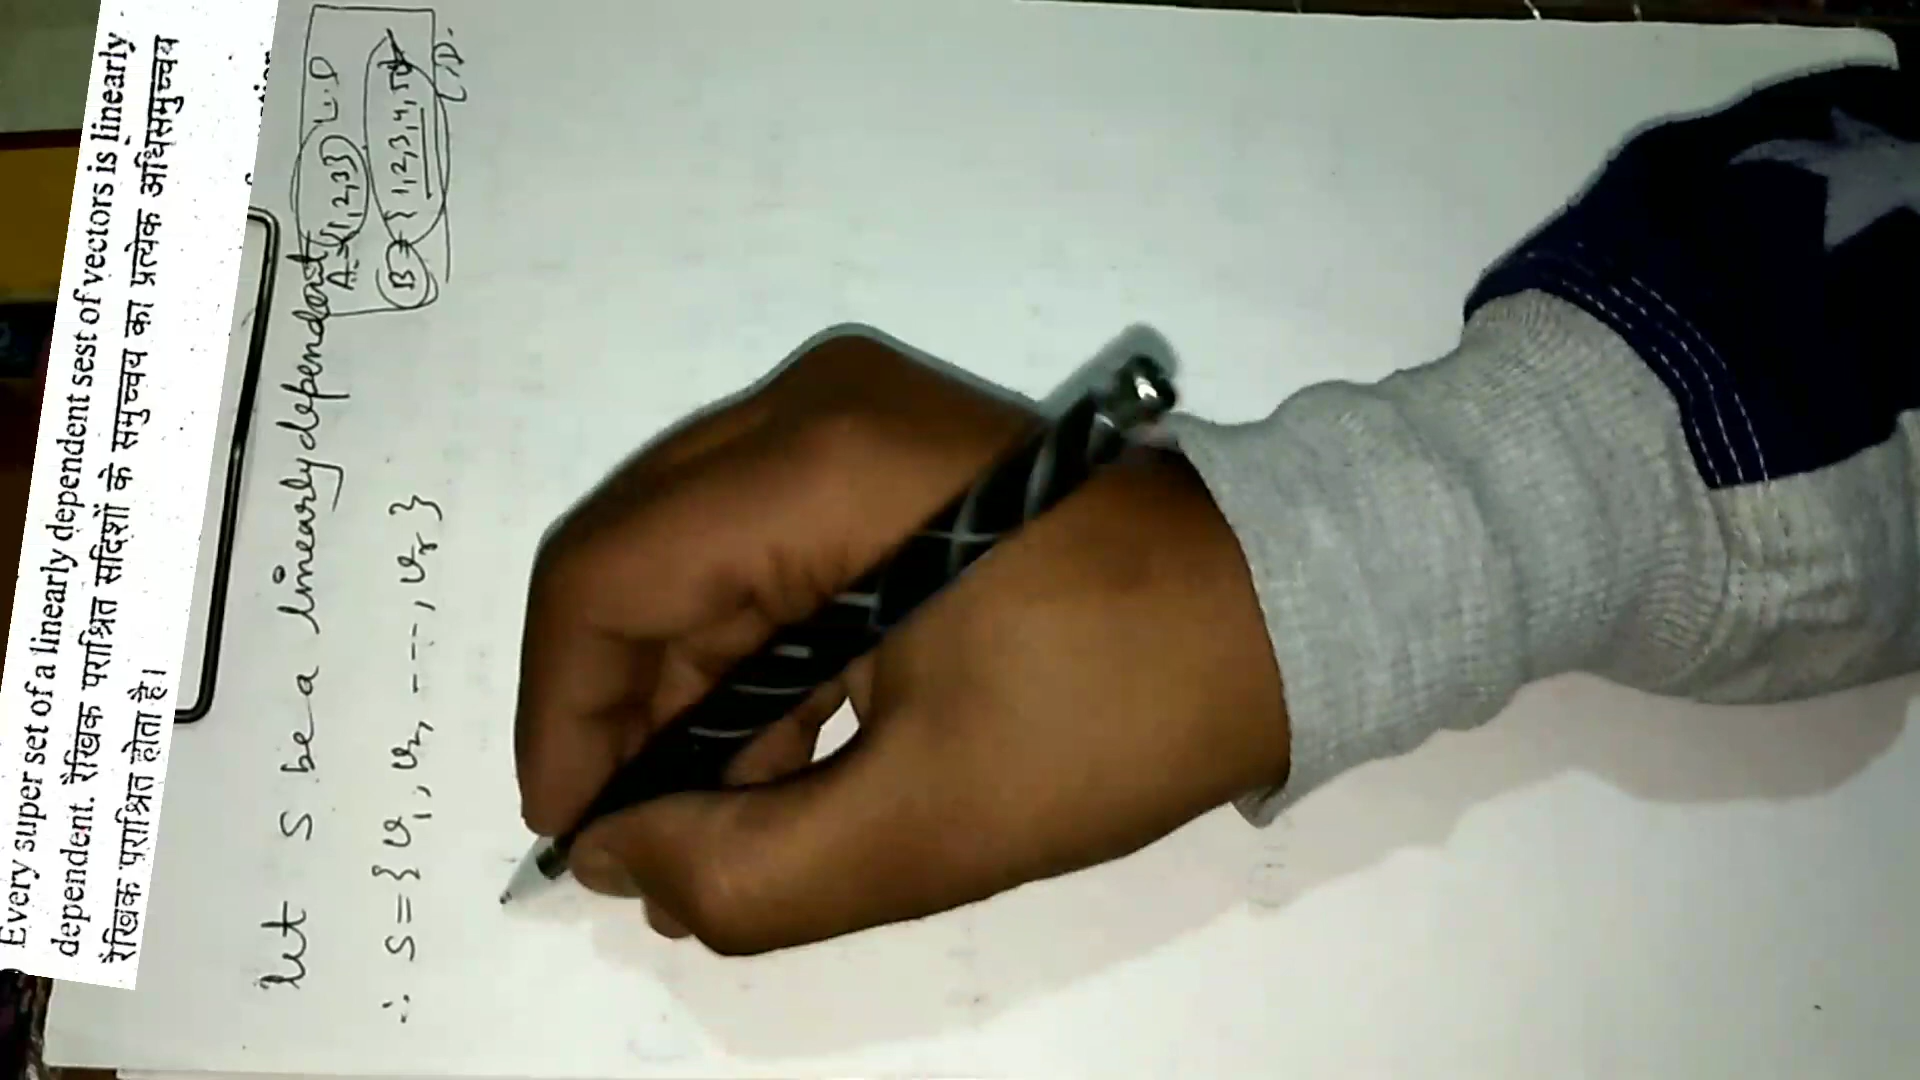 Every super set of a linearly dependent sest of vectors is linearly
dependent. रैखिक पराश्रित सदिशों के समुच्चय का प्रत्येक अधिसमुच्चय
रैखिक पराश्रित होता है।
A = {1,2,3} L.D
B = {1,2,3,4,5}
L.D.
Let S be a linearly dependent
∴ S = {v₁, v₂, ---, vᵣ}